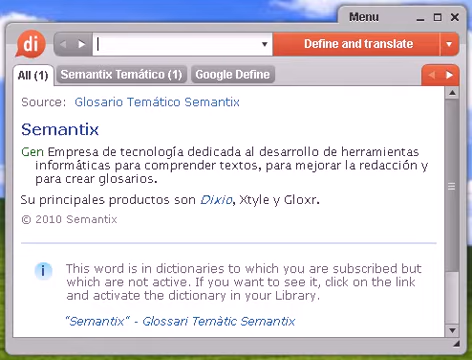 Menu
di
Define and translate
All (1)
Semantix Temático (1)
Google Define
Source: Glosario Temático Semantix
Semantix
Gen Empresa de tecnología dedicada al desarrollo de herramientas
informáticas para comprender textos, para mejorar la redacción y
para crear glosarios.
Su principales productos son Dixio, Xtyle y Gloxr.
© 2010 Semantix
i
This word is in dictionaries to which you are subscribed but
which are not active. If you want to see it, click on the link
and activate the dictionary in your Library.
"Semantix" - Glossari Temàtic Semantix